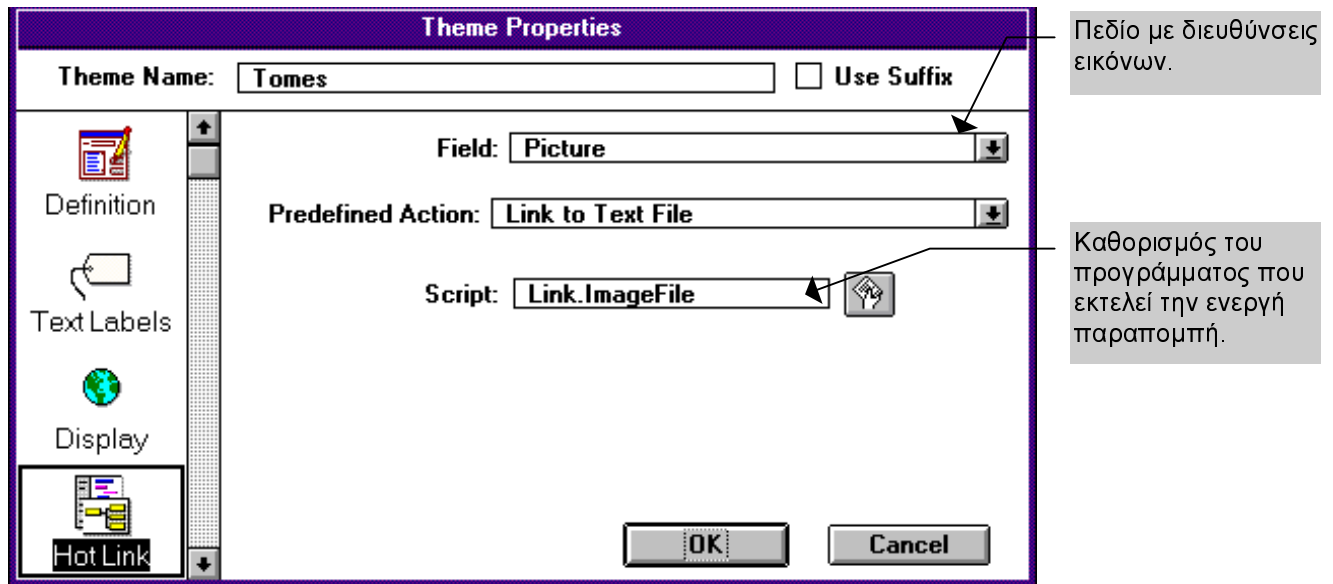 Theme Properties
Theme Name: Tomes Use Suffix
Definition
Text Labels
Display
Hot Link
Field: Picture
Predefined Action: Link to Text File
Script: Link.ImageFile
OK Cancel
Πεδίο με διευθύνσεις
εικόνων.
Καθορισμός του
προγράμματος που
εκτελεί την ενεργή
παραπομπή.